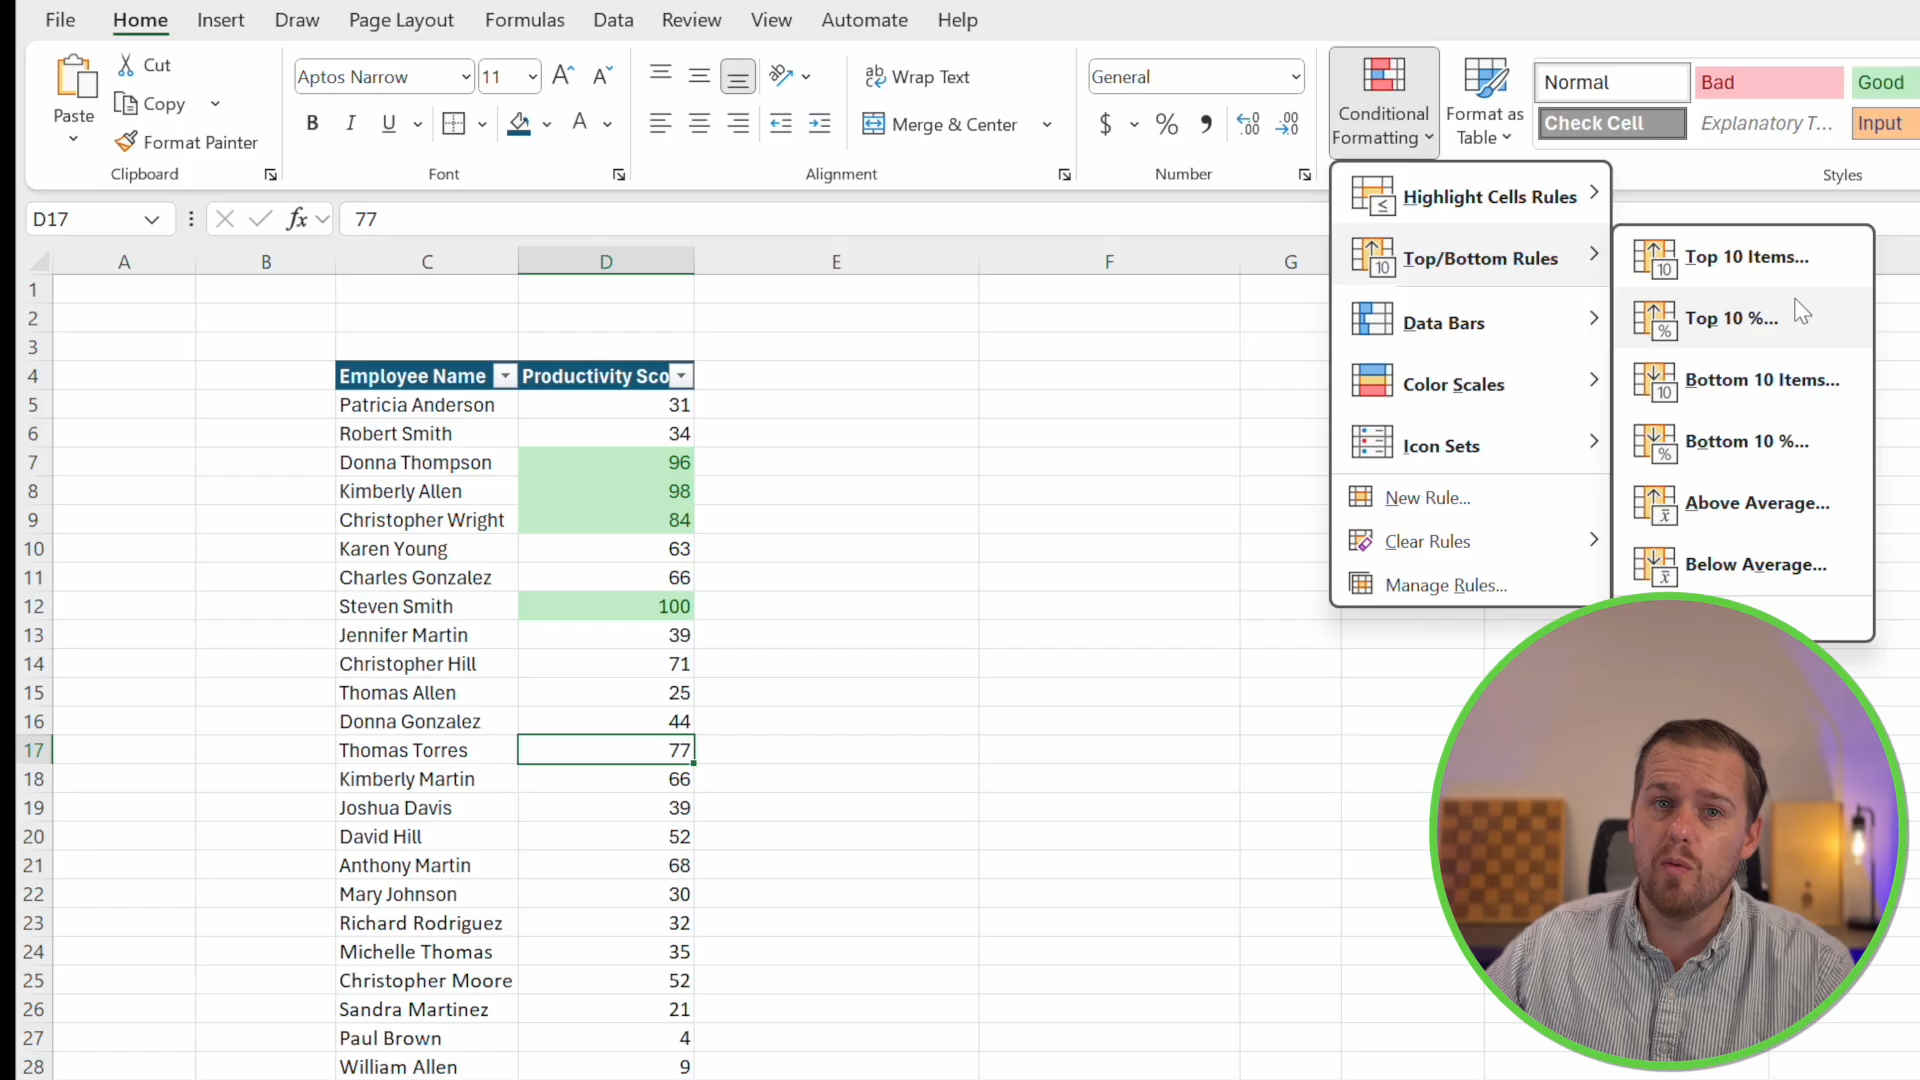 File Home Insert Draw Page Layout Formulas Data Review View Automate Help
Paste
Cut
Copy
Format Painter
Clipboard
Aptos Narrow 11
B I U
Font
Wrap Text
Merge & Center
Alignment
General
$ % 9
Number
Conditional Formatting
Format as Table
Normal Bad Good
Check Cell Explanatory T... Input
Styles
D17 fx 77
A B C D E F G
1
2
3
4 Employee Name Productivity Sco
5 Patricia Anderson 31
6 Robert Smith 34
7 Donna Thompson 96
8 Kimberly Allen 98
9 Christopher Wright 84
10 Karen Young 63
11 Charles Gonzalez 66
12 Steven Smith 100
13 Jennifer Martin 39
14 Christopher Hill 71
15 Thomas Allen 25
16 Donna Gonzalez 44
17 Thomas Torres 77
18 Kimberly Martin 66
19 Joshua Davis 39
20 David Hill 52
21 Anthony Martin 68
22 Mary Johnson 30
23 Richard Rodriguez 32
24 Michelle Thomas 35
25 Christopher Moore 52
26 Sandra Martinez 21
27 Paul Brown 4
28 William Allen 9
Highlight Cells Rules
Top/Bottom Rules
Data Bars
Color Scales
Icon Sets
New Rule...
Clear Rules
Manage Rules...
Top 10 Items...
Top 10 %...
Bottom 10 Items...
Bottom 10 %...
Above Average...
Below Average...